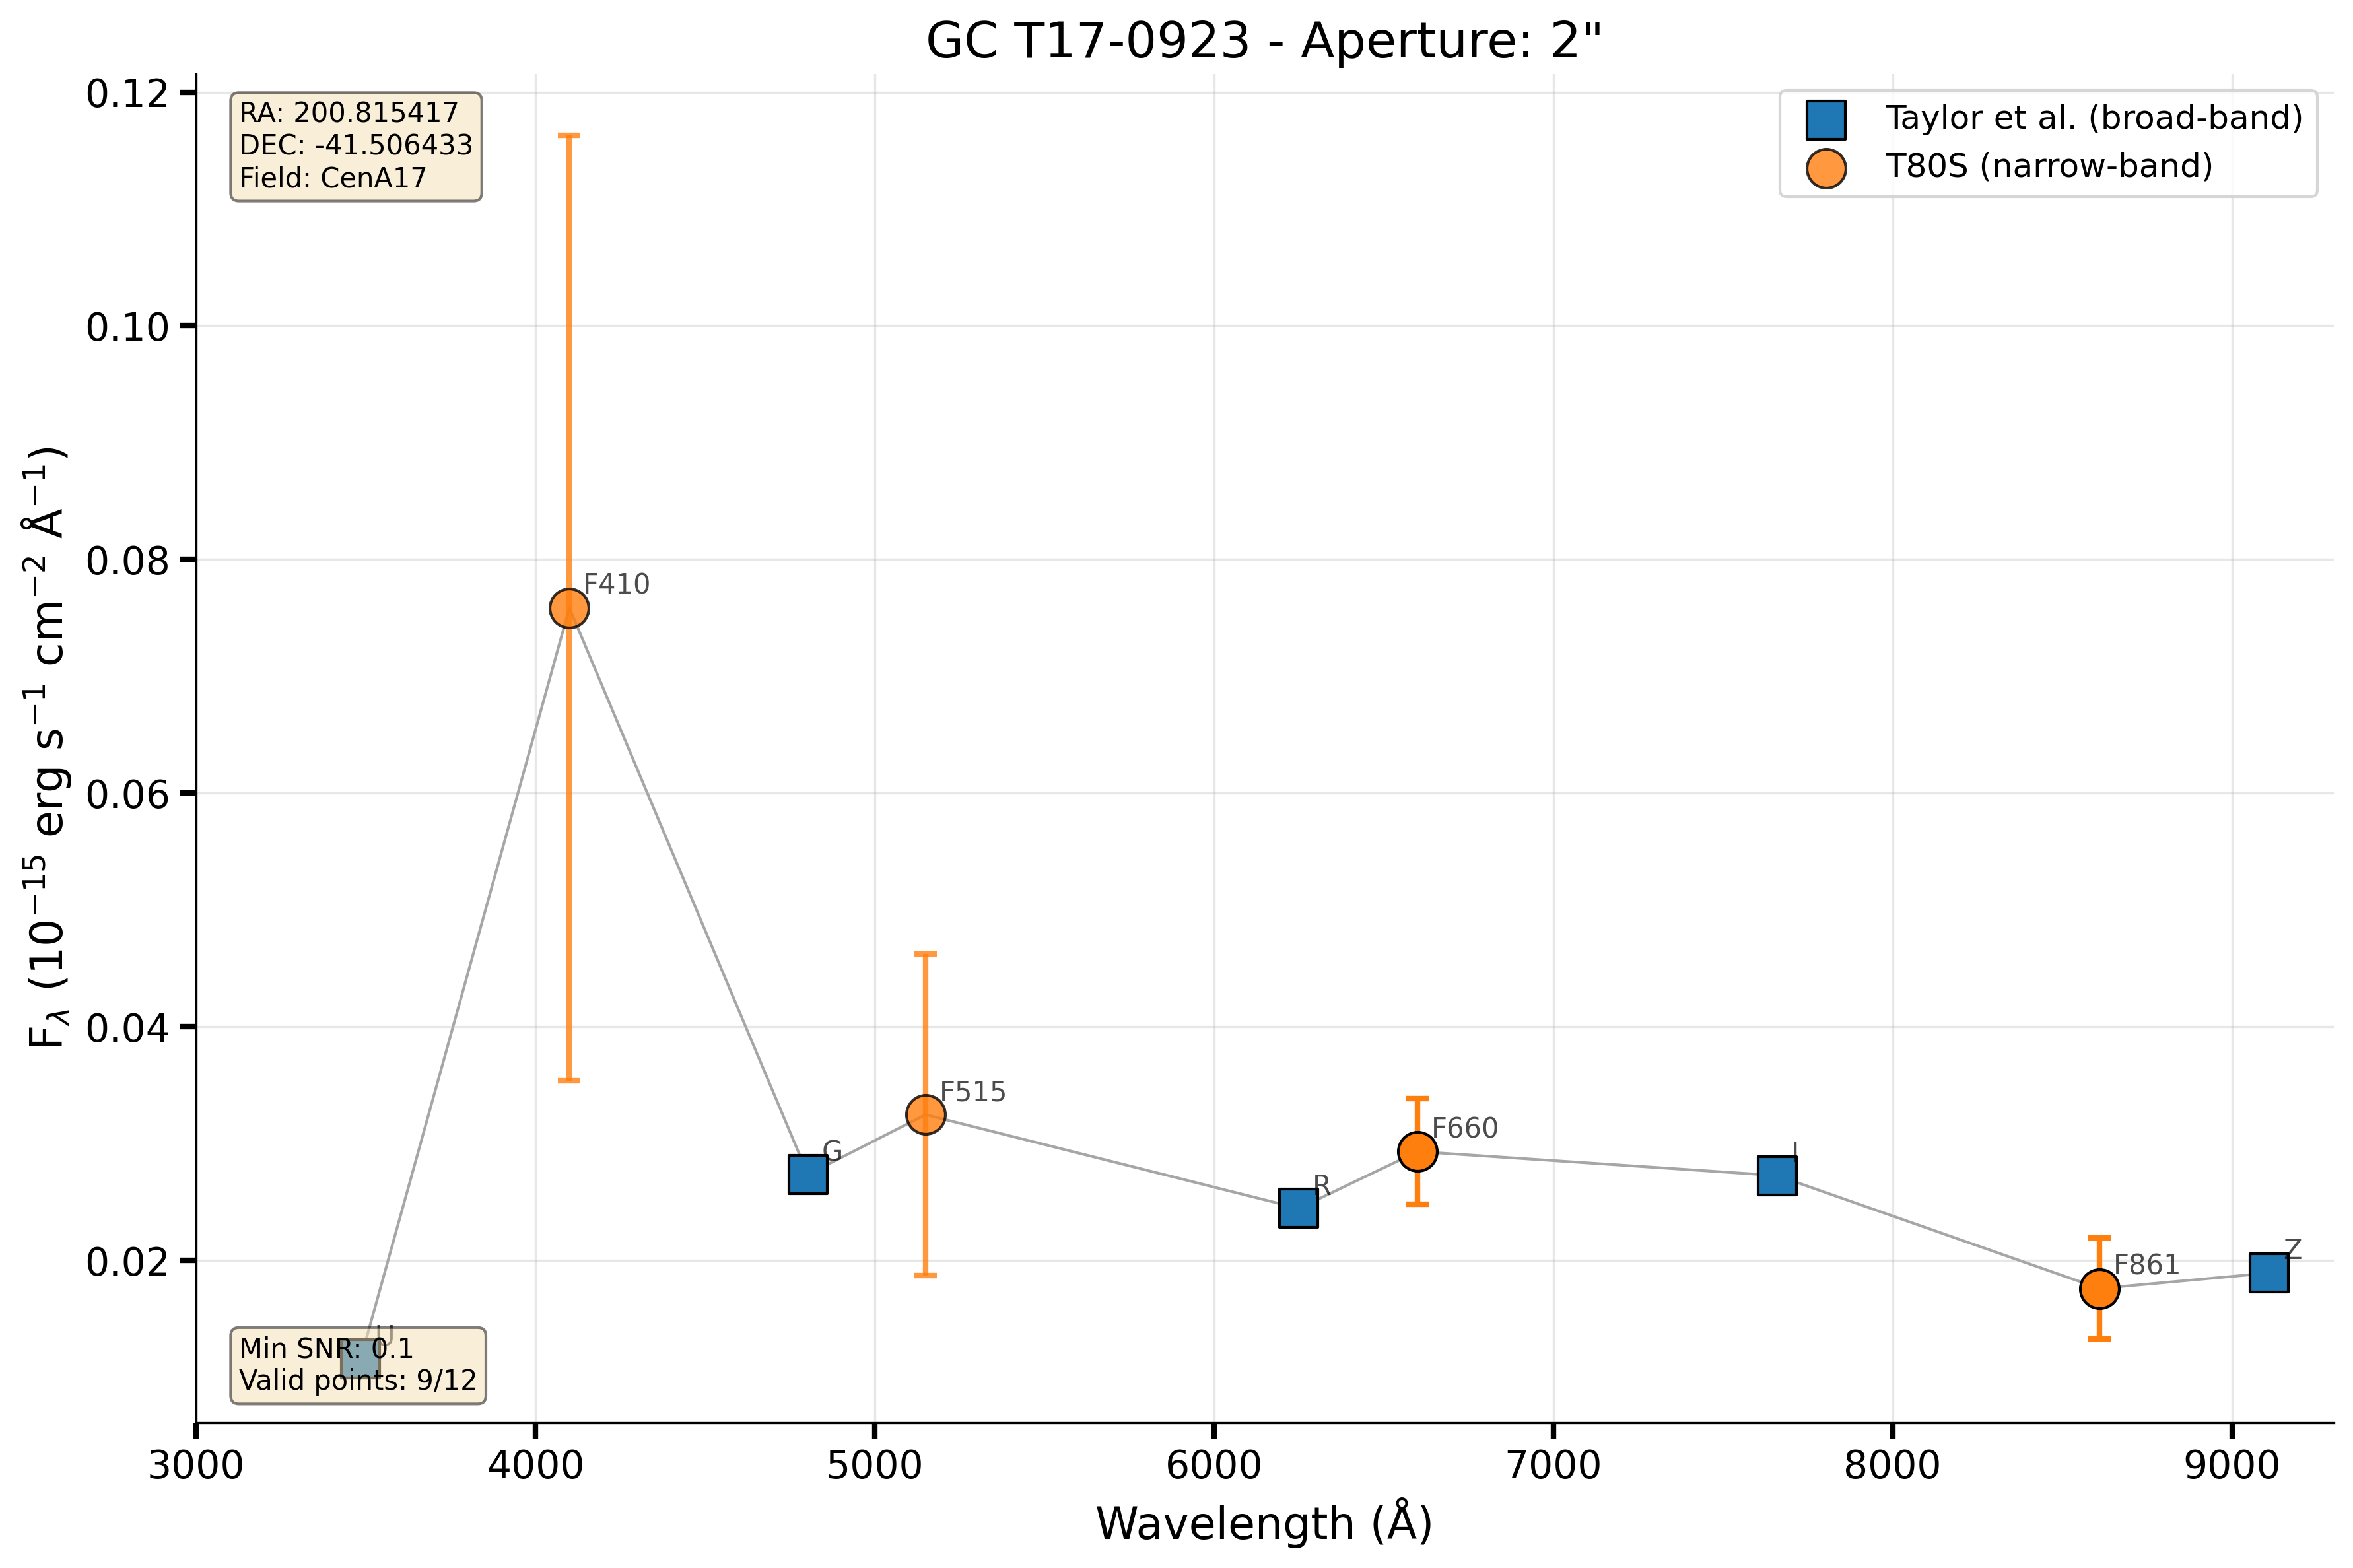 GC T17-0923 - Aperture: 2"
RA: 200.815417
DEC: -41.506433
Field: CenA17
Taylor et al. (broad-band)
T80S (narrow-band)
0.12
0.10
0.08
0.06
0.04
0.02
F410
F515
G
F660
R
I
F861
Z
U
Min SNR: 0.1
Valid points: 9/12
3000 4000 5000 6000 7000 8000 9000
Wavelength (Å)
Fλ (10⁻¹⁵ erg s⁻¹ cm⁻² Å⁻¹)